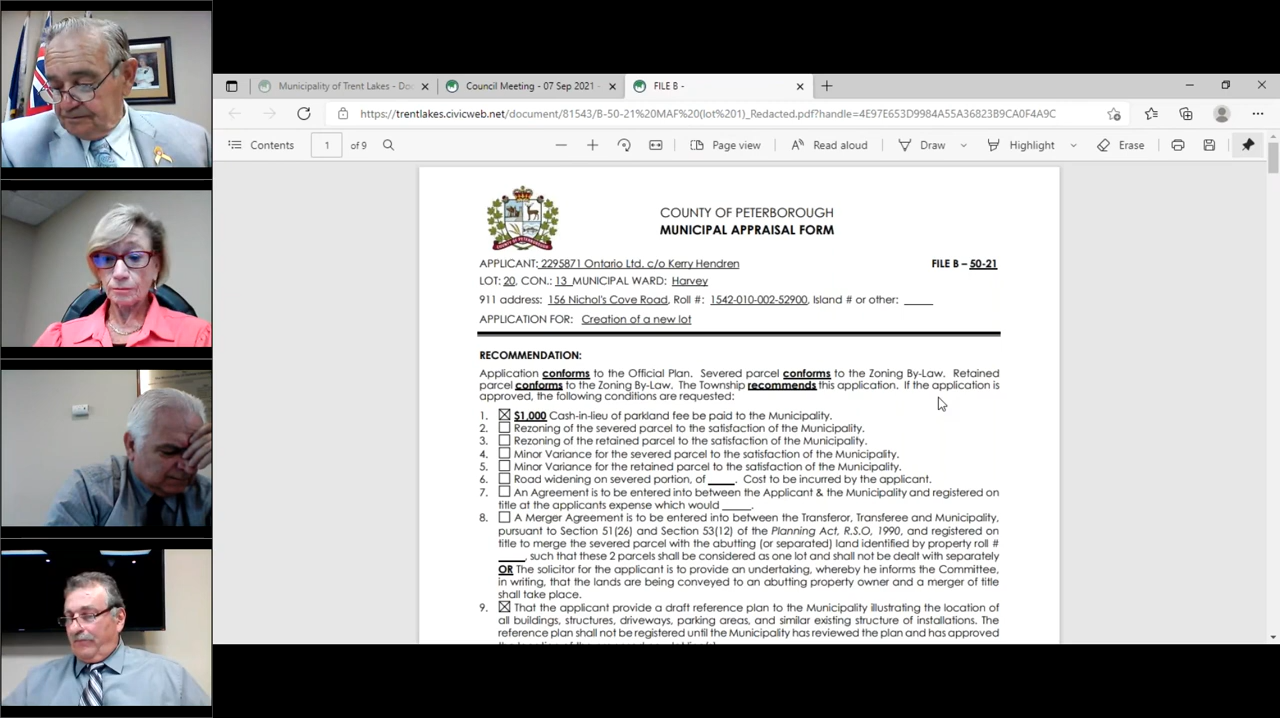 Municipality of Trent Lakes - Do
Council Meeting - 07 Sep 2021
FILE B -
https://trentlakes.civicweb.net/document/81543/B-50-21%20MAF%20(lot%201)_Redacted.pdf?handle=4E97E653D9984A55A36823B9CA0F4A9C
Contents
1 of 9
Page view
Read aloud
Draw
Highlight
Erase
COUNTY OF PETERBOROUGH
MUNICIPAL APPRAISAL FORM
APPLICANT: 2295871 Ontario Ltd. c/o Kerry Hendren
FILE B – 50-21
LOT: 20, CON.: 13 MUNICIPAL WARD: Harvey
911 address: 156 Nichol's Cove Road, Roll #: 1542-010-002-52900, Island # or other: _____
APPLICATION FOR: Creation of a new lot
RECOMMENDATION:
Application conforms to the Official Plan. Severed parcel conforms to the Zoning By-Law. Retained
parcel conforms to the Zoning By-Law. The Township recommends this application. If the application is
approved, the following conditions are requested:
1. ☒ $1,000 Cash-in-lieu of parkland fee be paid to the Municipality.
2. ☐ Rezoning of the severed parcel to the satisfaction of the Municipality.
3. ☐ Rezoning of the retained parcel to the satisfaction of the Municipality.
4. ☐ Minor Variance for the severed parcel to the satisfaction of the Municipality.
5. ☐ Minor Variance for the retained parcel to the satisfaction of the Municipality.
6. ☐ Road widening on severed portion, of _____. Cost to be incurred by the applicant.
7. ☐ An Agreement is to be entered into between the Applicant & the Municipality and registered on
title at the applicants expense which would _____.
8. ☐ A Merger Agreement is to be entered into between the Transferor, Transferee and Municipality,
pursuant to Section 51(26) and Section 53(12) of the Planning Act, R.S.O, 1990, and registered on
title to merge the severed parcel with the abutting (or separated) land identified by property roll #
_____, such that these 2 parcels shall be considered as one lot and shall not be dealt with separately
OR The solicitor for the applicant is to provide an undertaking, whereby he informs the Committee,
in writing, that the lands are being conveyed to an abutting property owner and a merger of title
shall take place.
9. ☒ That the applicant provide a draft reference plan to the Municipality illustrating the location of
all buildings, structures, driveways, parking areas, and similar existing structure of installations. The
reference plan shall not be registered until the Municipality has reviewed the plan and has approved